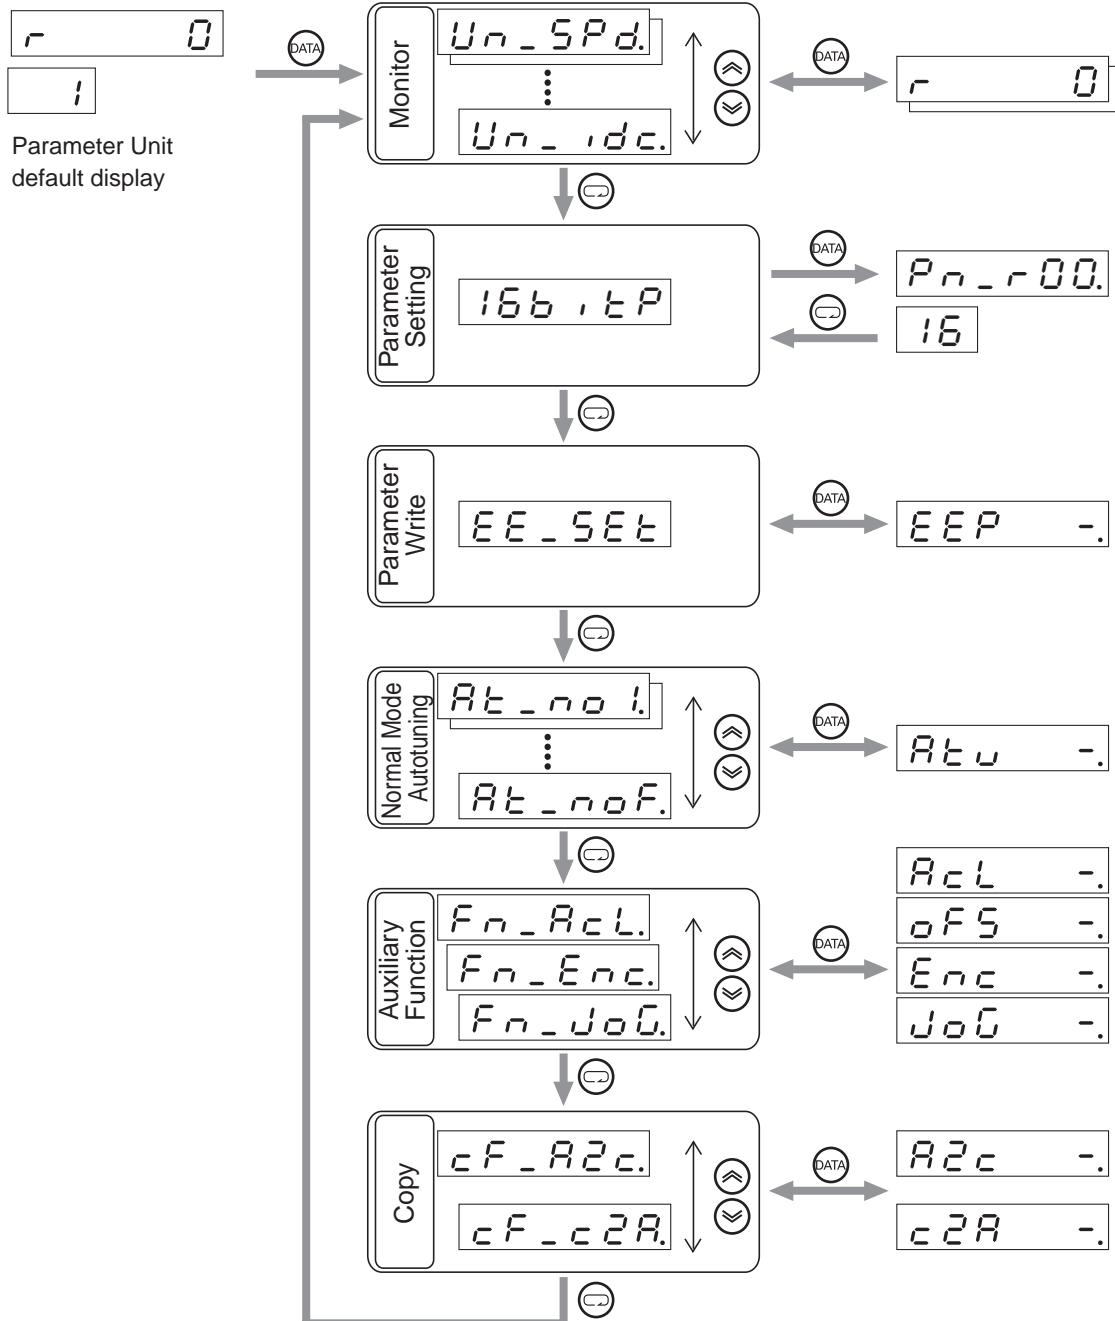 r 0
1
Parameter Unit
default display
DATA
Monitor
Un_SPd.
Un_idc.
DATA
r 0
Parameter
Setting
16bitP
DATA
Pn_r00.
16
Parameter
Write
EE_SEt
DATA
EEP -.
Normal Mode
Autotuning
At_no1.
At_noF.
DATA
Atu -.
Auxiliary
Function
Fn_AcL.
Fn_Enc.
Fn_JoG.
DATA
AcL -.
oFS -.
Enc -.
JoG -.
Copy
cF_A2c.
cF_c2A.
DATA
A2c -.
c2A -.